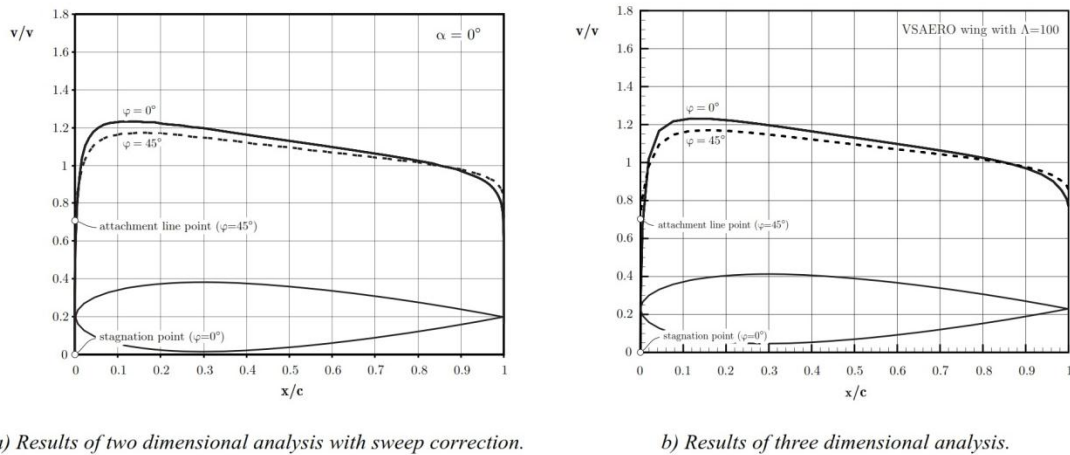 v/v
1.8
1.6
1.4
1.2
1
0.8
0.6
0.4
0.2
0
α = 0°
φ = 0°
φ = 45°
attachment line point (φ=45°)
stagnation point (φ=0°)
0 0.1 0.2 0.3 0.4 0.5 0.6 0.7 0.8 0.9 1
x/c
) Results of two dimensional analysis with sweep correction.
v/v
1.8
1.6
1.4
1.2
1
0.8
0.6
0.4
0.2
0
VSAERO wing with Λ=100
φ = 0°
φ = 45°
attachment line point (φ=45°)
stagnation point (φ=0°)
0 0.1 0.2 0.3 0.4 0.5 0.6 0.7 0.8 0.9 1
x/c
b) Results of three dimensional analysis.